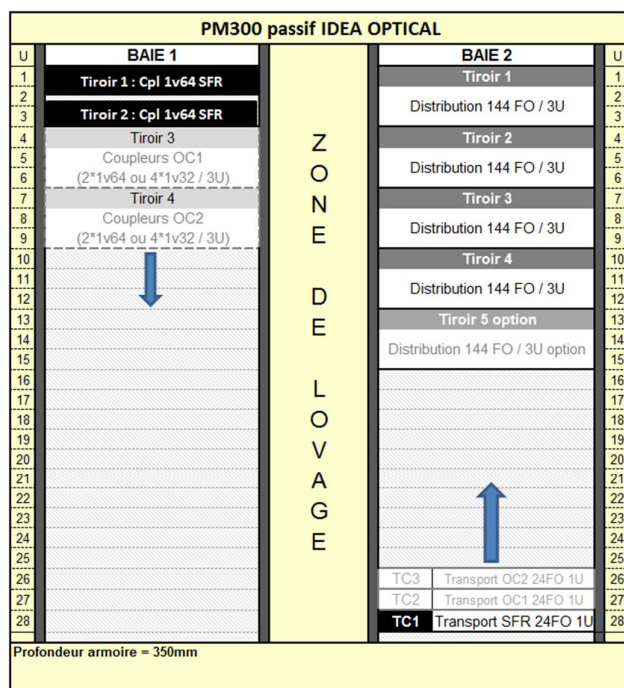 PM300 passif IDEA OPTICAL
U BAIE 1 BAIE 2 U
1 Tiroir 1 : Cpl 1v64 SFR Tiroir 1 1
2 Distribution 144 FO / 3U 2
3 Tiroir 2 : Cpl 1v64 SFR 3
4 Tiroir 3 Tiroir 2 4
5 Coupleurs OC1 Distribution 144 FO / 3U 5
6 (2*1v64 ou 4*1v32 / 3U) 6
7 Tiroir 4 Tiroir 3 7
8 Coupleurs OC2 Distribution 144 FO / 3U 8
9 (2*1v64 ou 4*1v32 / 3U) 9
10 Tiroir 4 10
11 Distribution 144 FO / 3U 11
12 12
13 Tiroir 5 option 13
14 Distribution 144 FO / 3U option 14
15 15
16 16
17 17
18 18
19 19
20 20
21 21
22 22
23 23
24 24
25 25
26 TC3 Transport OC2 24FO 1U 26
27 TC2 Transport OC1 24FO 1U 27
28 TC1 Transport SFR 24FO 1U 28
ZONE DE LOVAGE
Profondeur armoire = 350mm